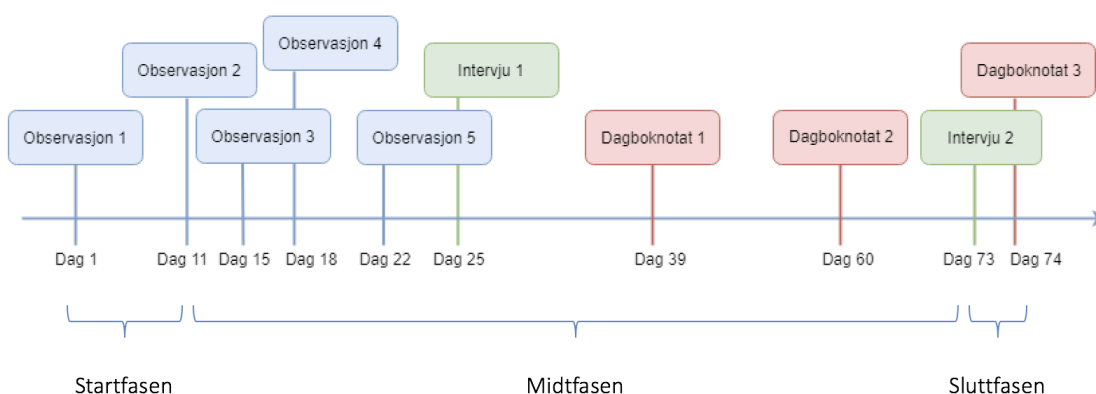 Observasjon 4
Observasjon 2
Intervju 1
Dagboknotat 3
Observasjon 1
Observasjon 3
Observasjon 5
Dagboknotat 1
Dagboknotat 2
Intervju 2
Dag 1
Dag 11
Dag 15
Dag 18
Dag 22
Dag 25
Dag 39
Dag 60
Dag 73
Dag 74
Startfasen
Midtfasen
Sluttfasen